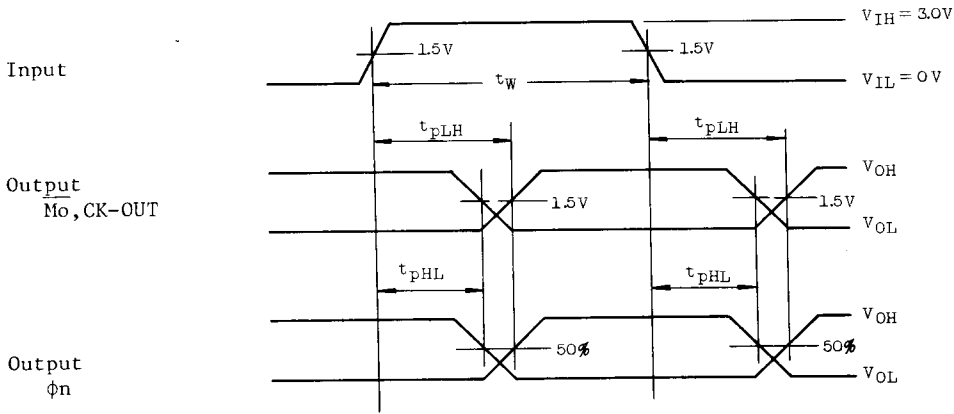 V_IH = 3.0V
1.5V
1.5V
Input
t_W
V_IL = 0V
t_pLH
t_pLH
V_OH
Output
M̅o̅,CK-OUT
1.5V
1.5V
V_OL
t_pHL
t_pHL
V_OH
50%
50%
Output
V_OL
φn